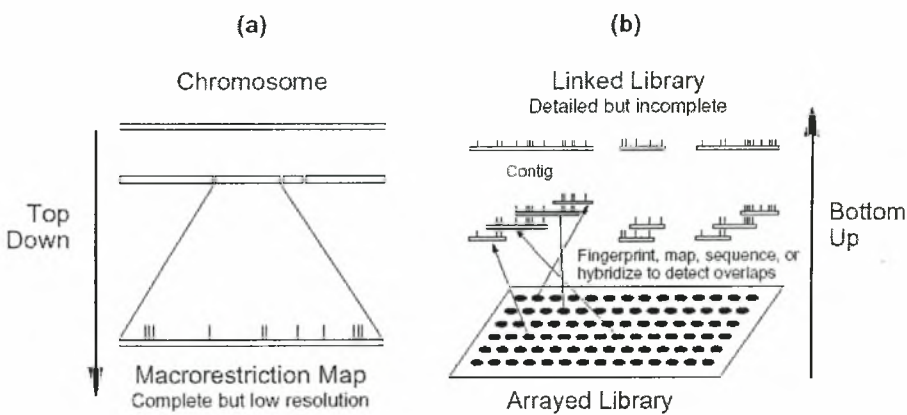 (a)
Chromosome
Top
Down
Macrorestriction Map
Complete but low resolution
(b)
Linked Library
Detailed but incomplete
Contig
Bottom
Up
Fingerprint, map, sequence, or
hybridize to detect overlaps
Arrayed Library